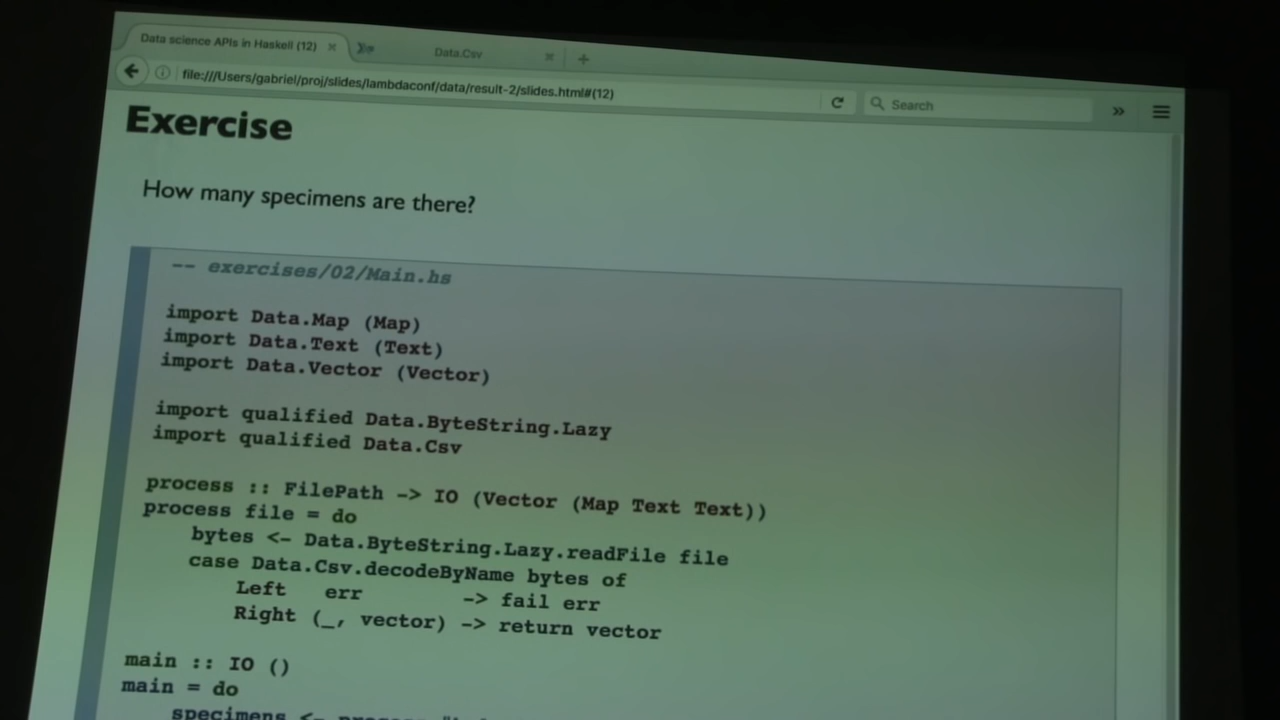 Data science APIs in Haskell (12)
Data.Csv
file:///Users/gabriel/proj/slides/lambdaconf/data/result-2/slides.html#(12)
Search
Exercise
How many specimens are there?
-- exercises/02/Main.hs
import Data.Map (Map)
import Data.Text (Text)
import Data.Vector (Vector)
import qualified Data.ByteString.Lazy
import qualified Data.Csv
process :: FilePath -> IO (Vector (Map Text Text))
process file = do
bytes <- Data.ByteString.Lazy.readFile file
case Data.Csv.decodeByName bytes of
Left err -> fail err
Right (_, vector) -> return vector
main :: IO ()
main = do
specimens <- process